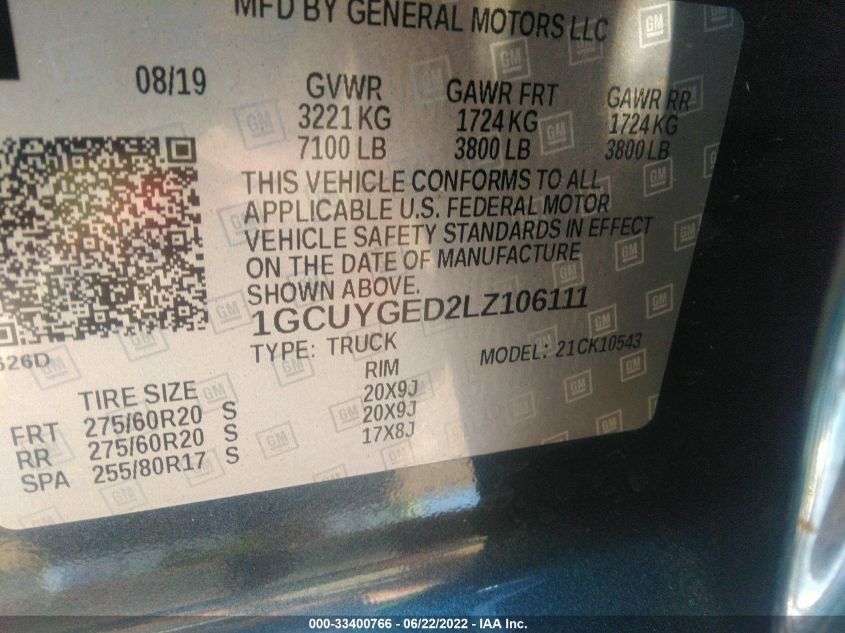 MFD BY GENERAL MOTORS LLC
08/19 GVWR GAWR FRT GAWR RR
3221 KG 1724 KG 1724 KG
7100 LB 3800 LB 3800 LB
THIS VEHICLE CONFORMS TO ALL
APPLICABLE U.S. FEDERAL MOTOR
VEHICLE SAFETY STANDARDS IN EFFECT
ON THE DATE OF MANUFACTURE
SHOWN ABOVE.
1GCUYGED2LZ106111
TYPE: TRUCK MODEL: 21CK10543
26D
TIRE SIZE RIM
FRT 275/60R20 S 20X9J
RR 275/60R20 S 20X9J
SPA 255/80R17 S 17X8J
000-33400766 - 06/22/2022 - IAA Inc.